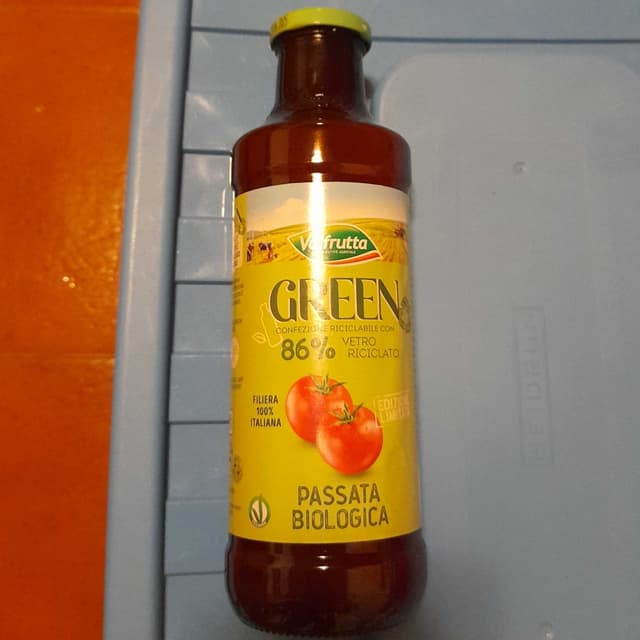 Valfrutta
GREEN
CONFEZIONE RICICLABILE CON
86% VETRO
RICICLATO
FILIERA
100%
ITALIANA
EDIZIONE
LIMITATA
PASSATA
BIOLOGICA